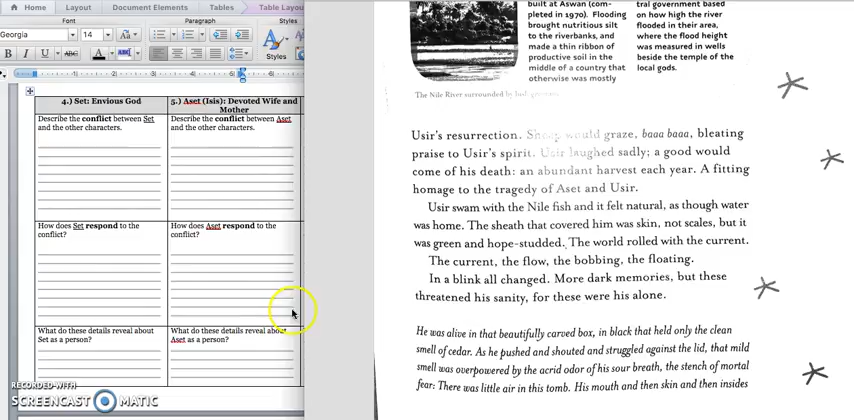 Home Layout Document Elements Tables Table Layou
Font Paragraph Styles
Georgia 14
B I U ABC A abc Styles
4.) Set: Envious God
Describe the conflict between Set
and the other characters.
How does Set respond to the
conflict?
What do these details reveal about
Set as a person?
5.) Aset (Isis): Devoted Wife and
Mother
Describe the conflict between Aset
and the other characters.
How does Aset respond to the
conflict?
What do these details reveal about
Aset as a person?
RECORDED WITH
SCREENCAST MATIC
built at Aswan (com-
pleted in 1970). Flooding
brought nutritious silt
to the riverbanks, and
made a thin ribbon of
productive soil in the
middle of a country that
otherwise was mostly
tral government based
on how high the river
flooded in their area,
where the flood height
was measured in wells
beside the temple of the
local gods.
The Nile River surrounded by lush greenery.
Usir's resurrection. Sheep would graze, baaa baaa, bleating
praise to Usir's spirit. Usir laughed sadly; a good would
come of his death: an abundant harvest each year. A fitting
homage to the tragedy of Aset and Usir.
Usir swam with the Nile fish and it felt natural, as though water
was home. The sheath that covered him was skin, not scales, but it
was green and hope-studded. The world rolled with the current.
The current, the flow, the bobbing, the floating.
In a blink all changed. More dark memories, but these
threatened his sanity, for these were his alone.
He was alive in that beautifully carved box, in black that held only the clean
smell of cedar. As he pushed and shouted and struggled against the lid, that mild
smell was overpowered by the acrid odor of his sour breath, the stench of mortal
fear: There was little air in this tomb. His mouth and then skin and then insides